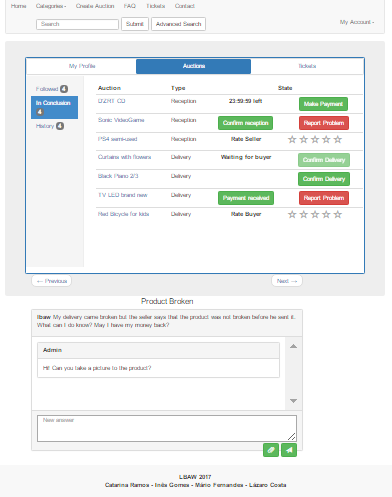 Home Categories Create Auction FAQ Tickets Contact
Search Submit Advanced Search My Account
My Profile Auctions Tickets
Followed 4
In Conclusion 4
History 4
Auction Type State
Reception 23:59:59 left Make Payment
Sonic VideoGame Reception Confirm reception Report Problem
PS4 semi-used Reception Rate Seller
Curtains with flowers Delivery Waiting for buyer Confirm Delivery
Black Piano 2/3 Delivery Confirm Delivery
TV LED brand new Delivery Payment received Report Problem
Red Bicycle for kids Delivery Rate Buyer
← Previous Next →
Product Broken
lbaw My delivery came broken but the seller says that the product was not broken before he sent it.
What can I do know? May I have my money back?
Admin
Hi! Can you take a picture to the product?
New answer
LBAW 2017
Catarina Ramos - Inês Gomes - Mário Fernandes - Lázaro Costa